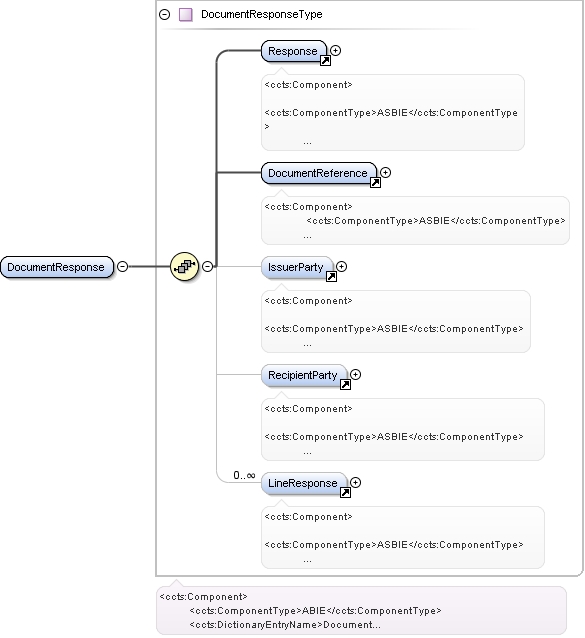 DocumentResponseType
Response
<ccts:Component>
<ccts:ComponentType>ASBIE</ccts:ComponentType
>
...
DocumentReference
<ccts:Component>
<ccts:ComponentType>ASBIE</ccts:ComponentType>
...
DocumentResponse
IssuerParty
<ccts:Component>
<ccts:ComponentType>ASBIE</ccts:ComponentType>
...
RecipientParty
<ccts:Component>
<ccts:ComponentType>ASBIE</ccts:ComponentType>
...
0..∞
LineResponse
<ccts:Component>
<ccts:ComponentType>ASBIE</ccts:ComponentType>
...
<ccts:Component>
<ccts:ComponentType>ABIE</ccts:ComponentType>
<ccts:DictionaryEntryName>Document...